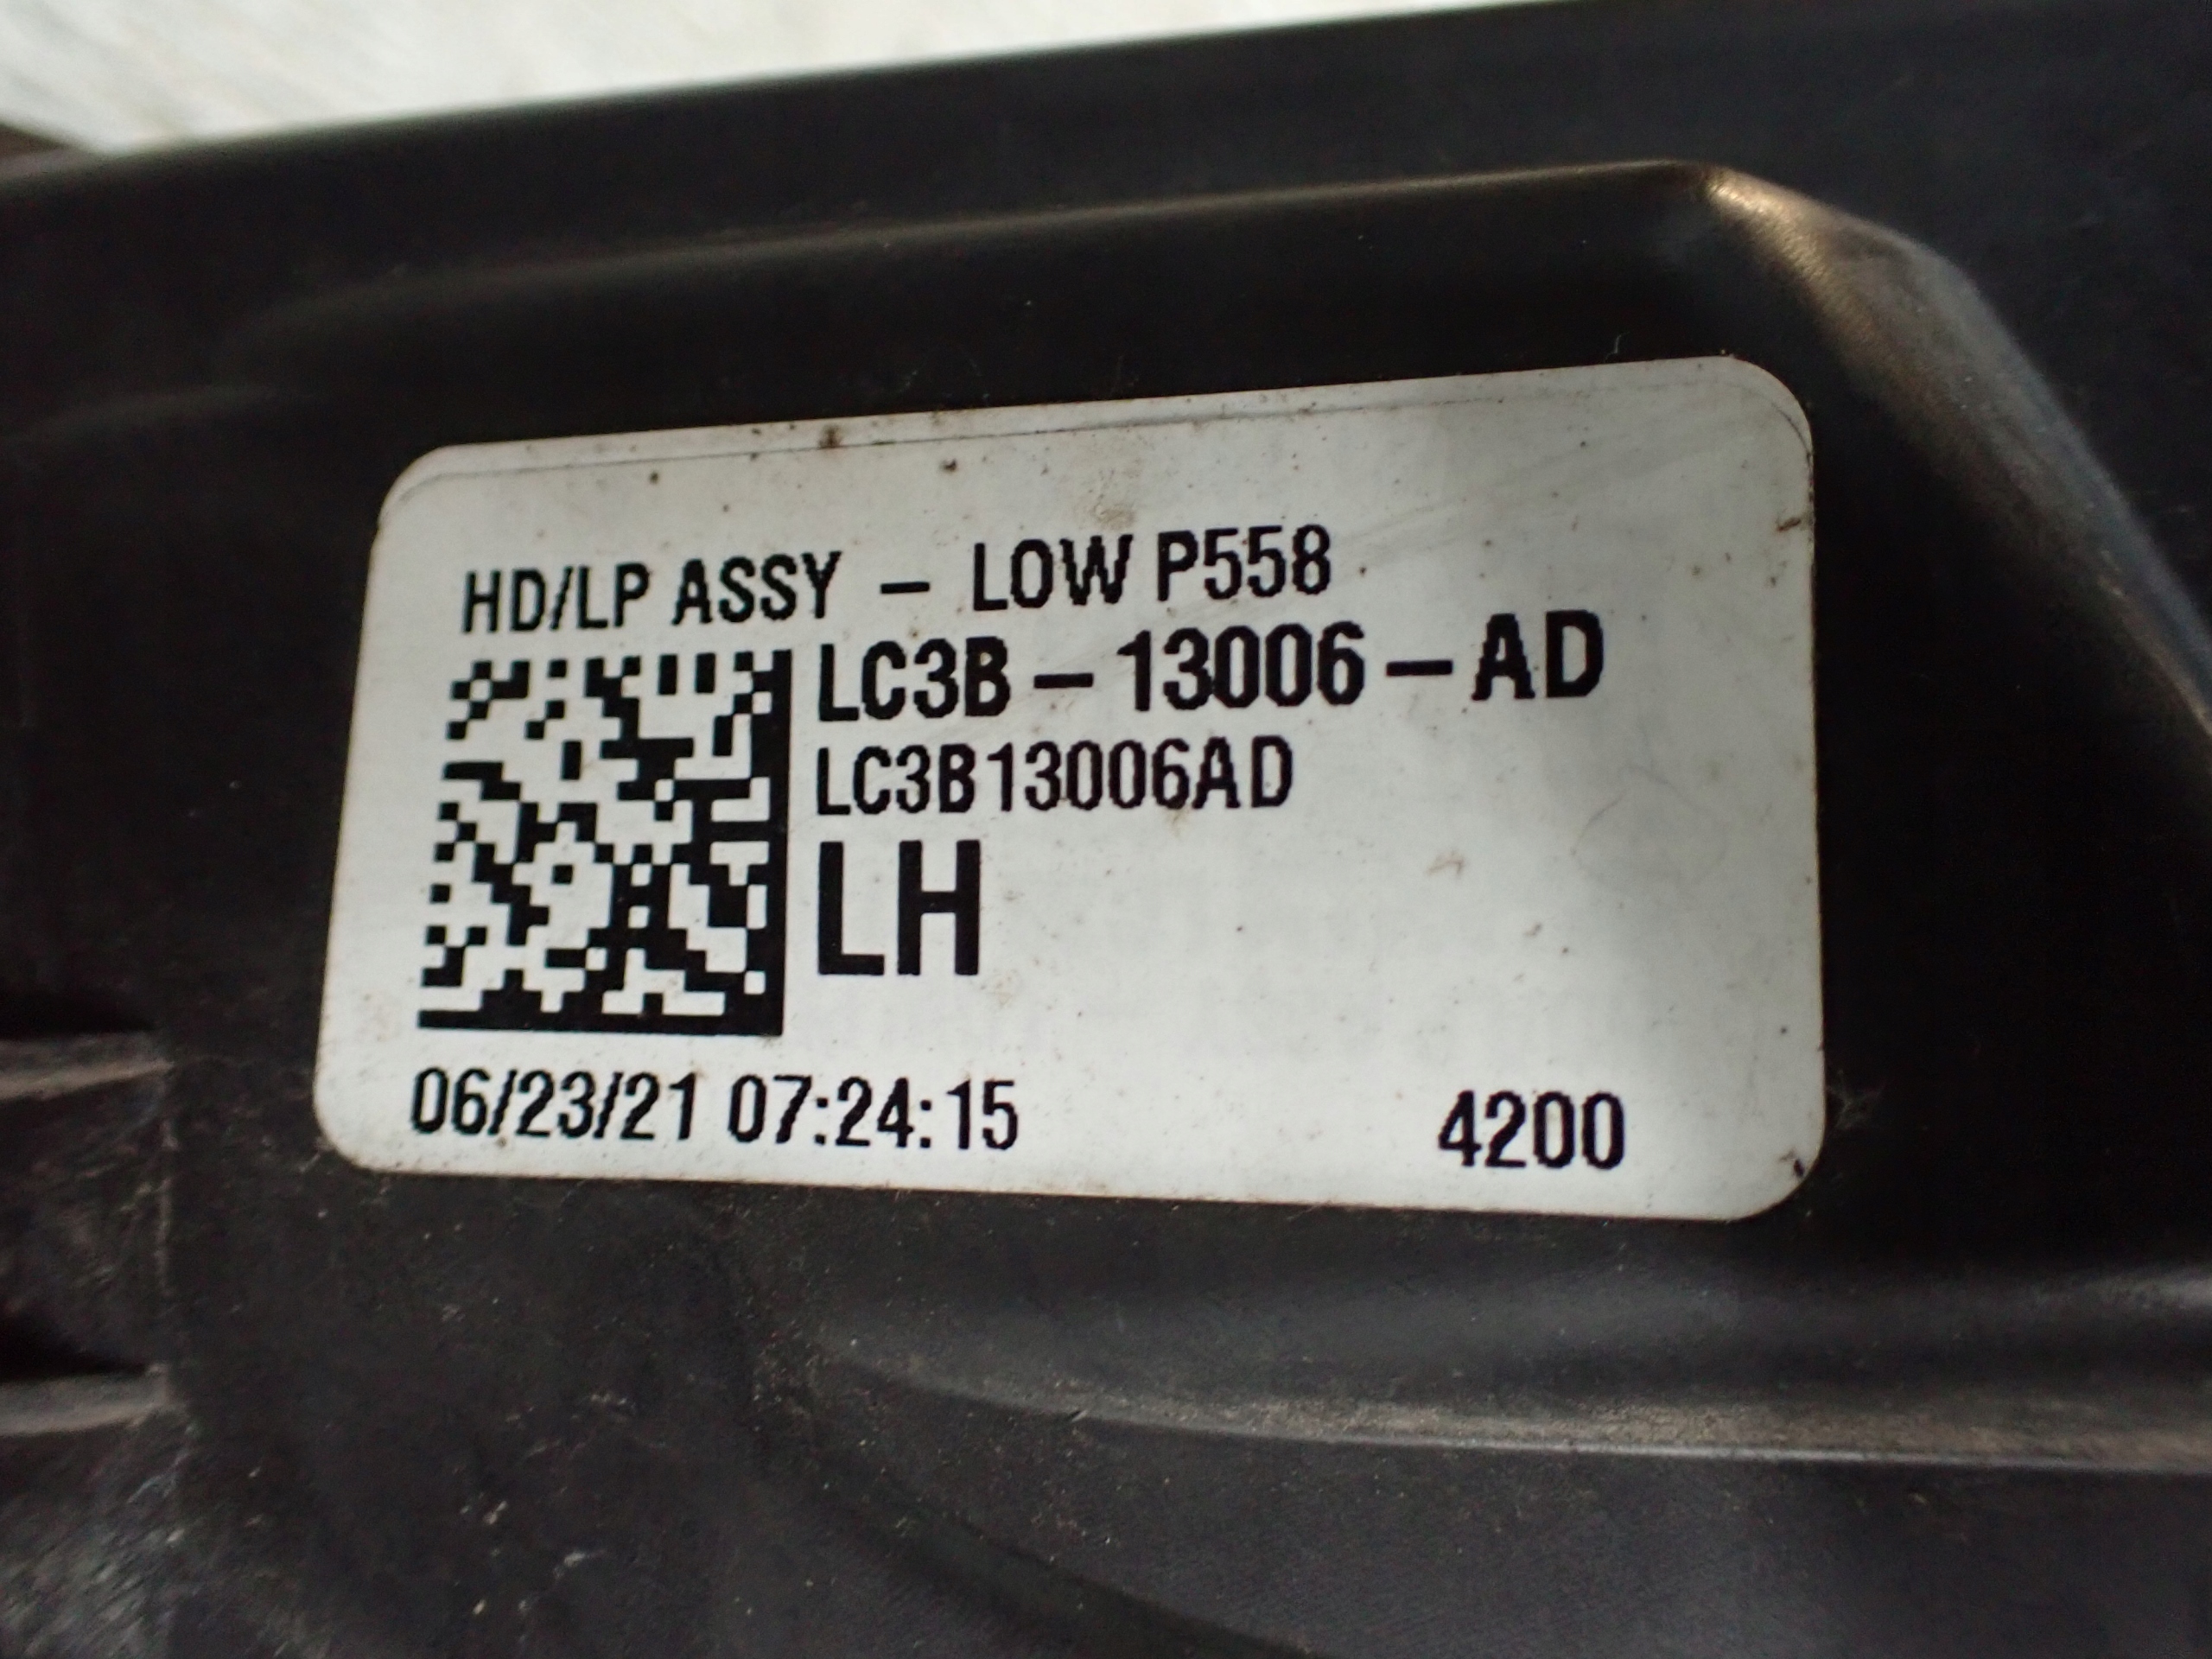 HD/LP ASSY - LOW P558
LC3B - 13006 - AD
LC3B13006AD
LH
06/23/21 07:24:15 4200